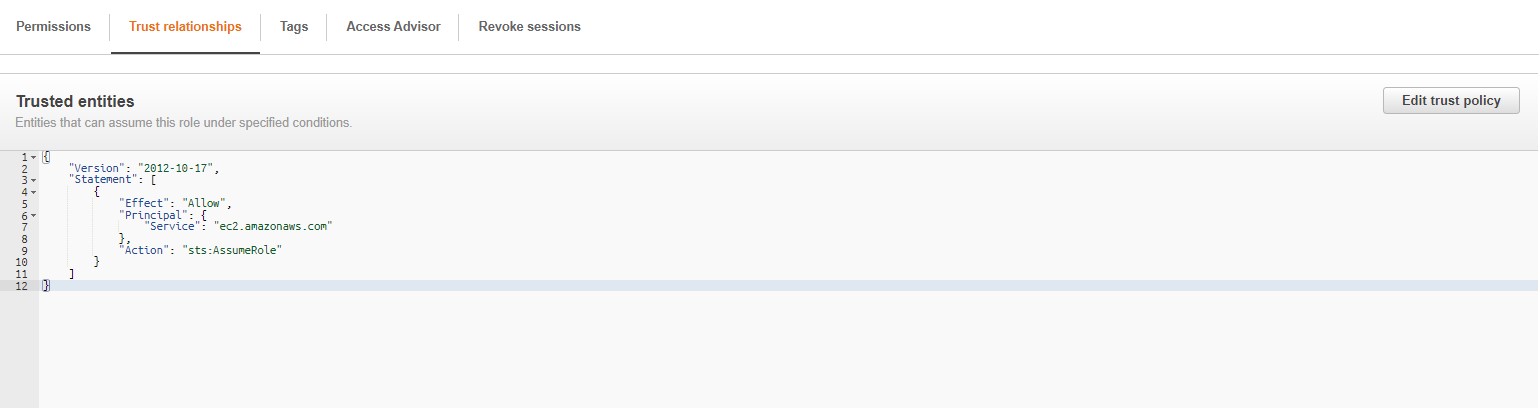 Permissions Trust relationships Tags Access Advisor Revoke sessions
Trusted entities
Edit trust policy
Entities that can assume this role under specified conditions.
1 {
2 "Version": "2012-10-17",
3 "Statement": [
4 {
5 "Effect": "Allow",
6 "Principal": {
7 "Service": "ec2.amazonaws.com"
8 },
9 "Action": "sts:AssumeRole"
10 }
11 ]
12 }